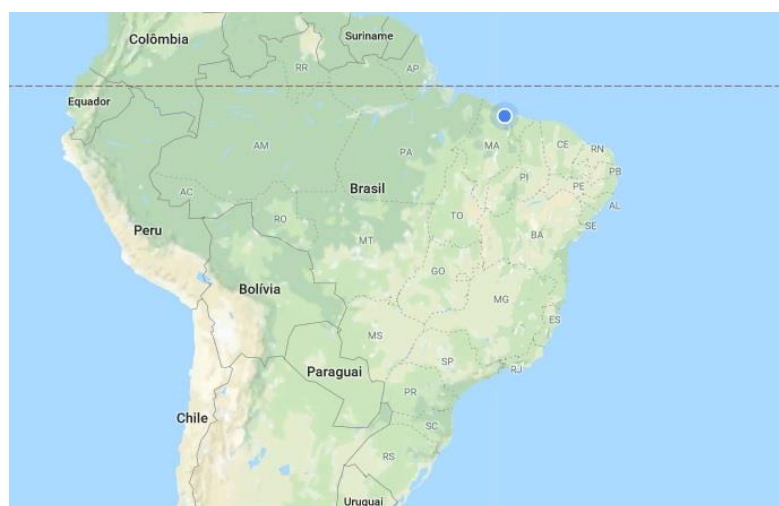 Colômbia
Suriname
RR
AP
Equador
AM
PA
MA
CE
RN
PB
PI
PE
AL
AC
Brasil
TO
SE
RO
BA
Peru
MT
GO
Bolívia
MG
ES
MS
SP
RJ
Paraguai
PR
Chile
SC
RS
Uruguai